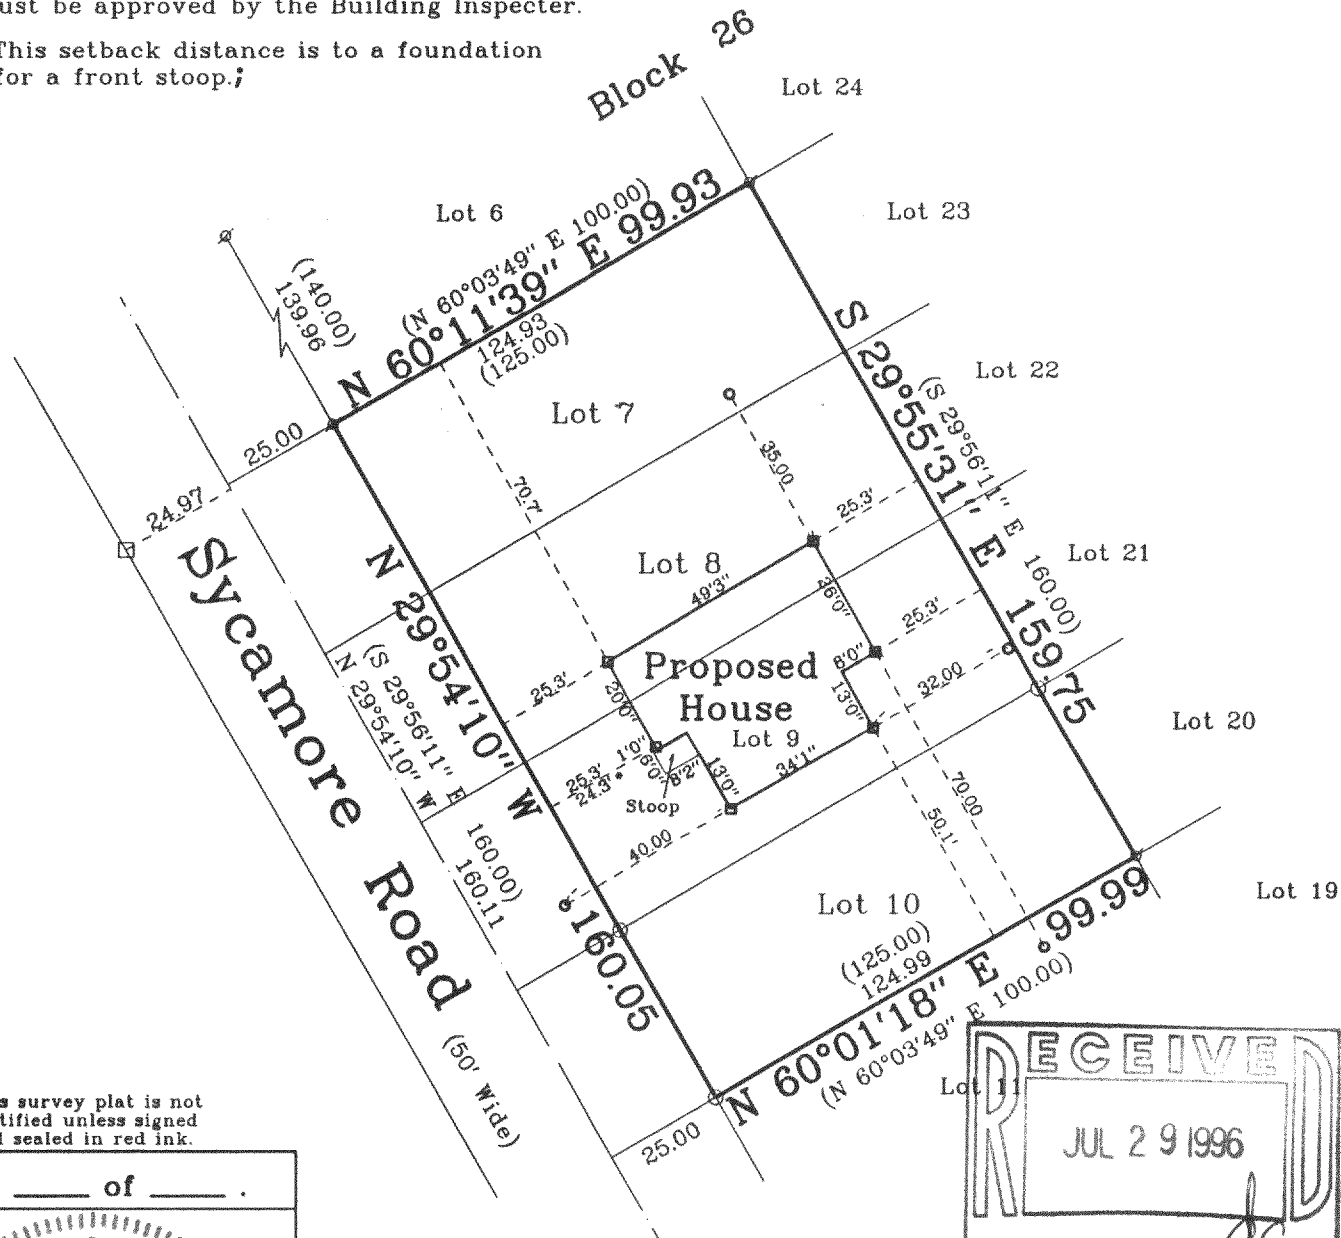 ust be approved by the Building Inspecter.
This setback distance is to a foundation
for a front stoop.;
Block 26
Lot 24
Lot 6
Lot 23
(N 60°03'49" E 100.00)
N 60°11'39" E 99.93
124.93
(125.00)
(140.00)
139.96
25.00
24.97
Lot 7
Lot 22
S 29°55'31" E 159.75
(S 29°56'11" E 160.00)
35.00
70.7'
25.3'
Lot 8
Lot 21
49'3"
26'0"
25.3'
Proposed
House
Lot 9
8'0"
13'0"
32.00
25.3'
20'0"
1'0"
6'0"
8'2"
13'0"
34'1"
Stoop
25.3'
24.3' *
40.00
Lot 20
70.00
50.1'
N 29°54'10" W 160.05
(S 29°56'11" E 160.00)
N 29°54'10" W 160.11
Sycamore Road (50' Wide)
Lot 10
Lot 19
(125.00)
124.99
N 60°01'18" E 99.99
(N 60°03'49" E 100.00)
Lot 11
25.00
RECEIVED
JUL 29 1996
s survey plat is not
tified unless signed
d sealed in red ink.
of .